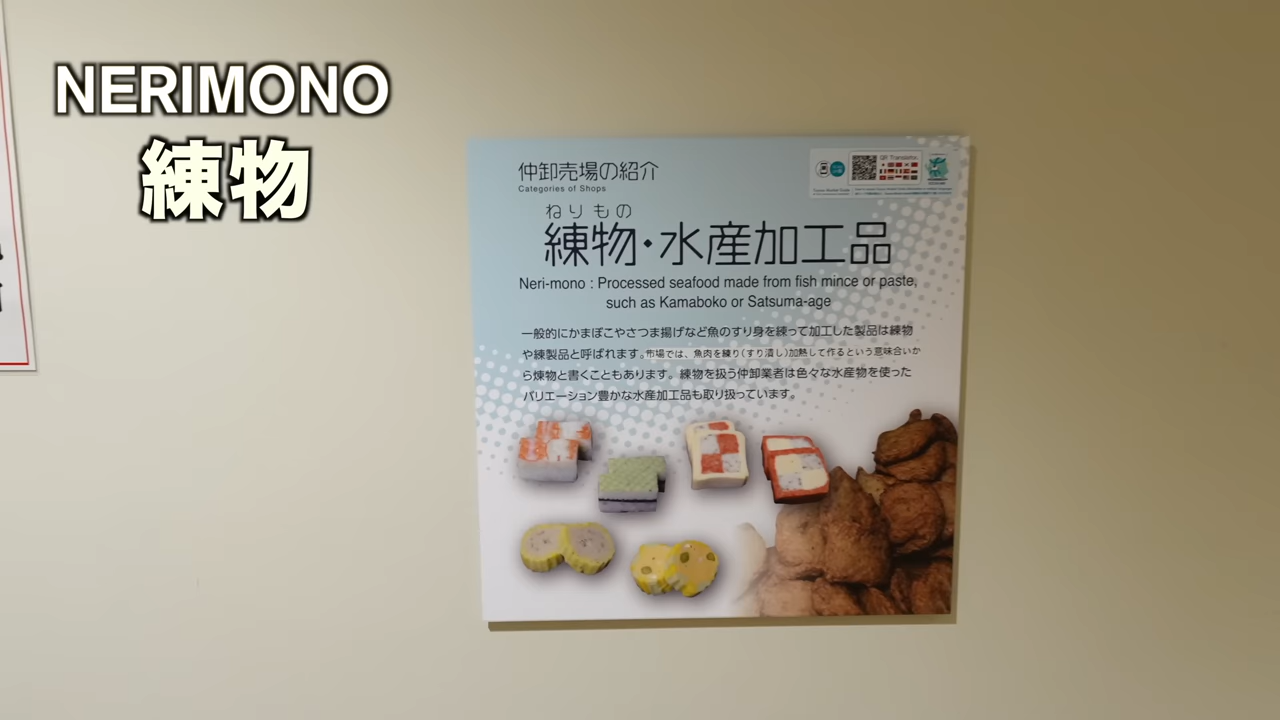 NERIMONO
練物
仲卸売場の紹介
Categories of Shops
QR Translator
ねりもの
練物・水産加工品
Neri-mono : Processed seafood made from fish mince or paste,
such as Kamaboko or Satsuma-age
一般的にかまぼこやさつま揚げなど魚のすり身を練って加工した製品は練物
や練製品と呼ばれます。市場では、魚肉を練り(すり潰し)加熱して作るという意味合いか
ら煉物と書くこともあります。練物を扱う仲卸業者は色々な水産物を使った
バリエーション豊かな水産加工品も取り扱っています。